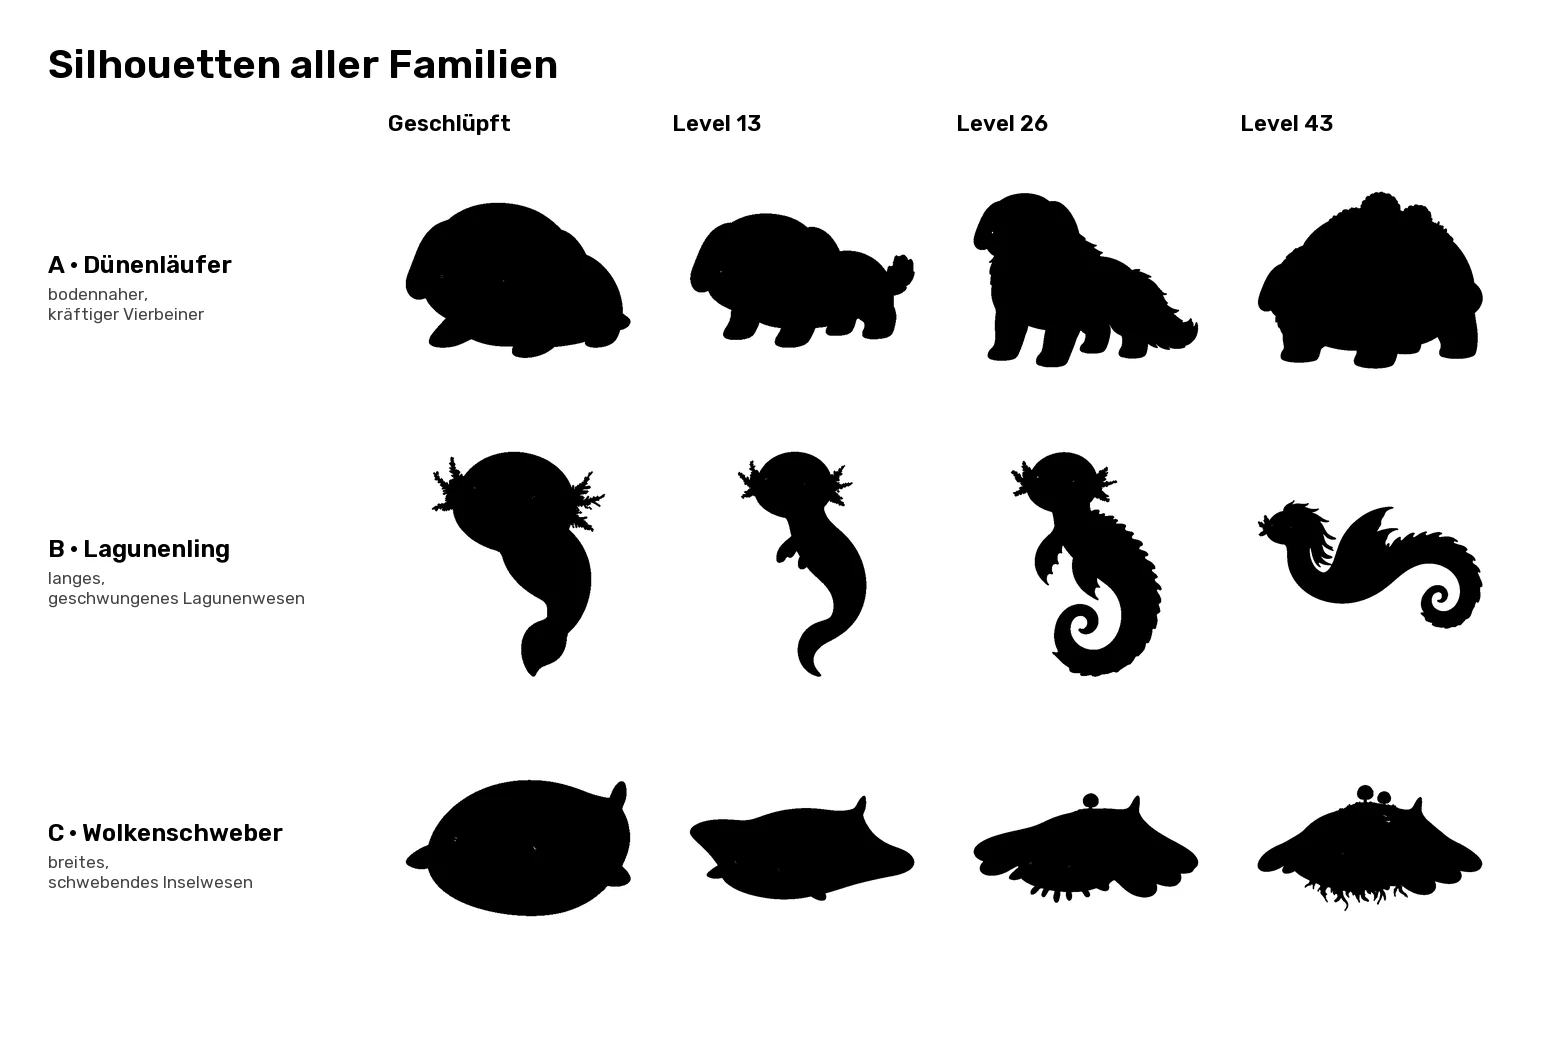 Silhouetten aller Familien
Geschlüpft
Level 13
Level 26
Level 43
A • Dünenläufer
bodennaher,
kräftiger Vierbeiner
B • Lagunenling
langes,
geschwungenes Lagunenwesen
C • Wolkenschweber
breites,
schwebendes Inselwesen